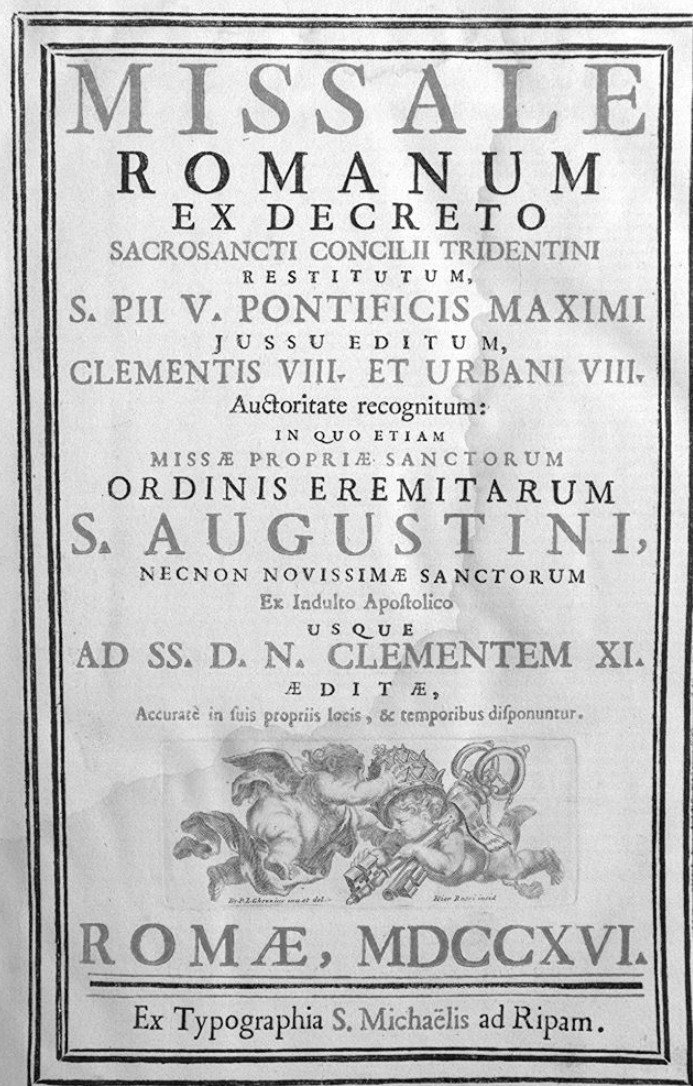 MISSALE
ROMANUM
EX DECRETO
SACROSANCTI CONCILII TRIDENTINI
RESTITUTUM,
S. PII V. PONTIFICIS MAXIMI
JUSSU EDITUM,
CLEMENTIS VIII. ET URBANI VIII.
Auctoritate recognitum:
IN QUO ETIAM
MISSÆ PROPRIÆ SANCTORUM
ORDINIS EREMITARUM
S. AUGUSTINI,
NECNON NOVISSIMÆ SANCTORUM
Ex Indulto Apoſtolico
USQUE
AD SS. D. N. CLEMENTEM XI.
ÆDITÆ,
Accuratè in ſuis propriis locis, & temporibus diſponuntur.
ROMÆ, MDCCXVI.
Ex Typographia S. Michaëlis ad Ripam.